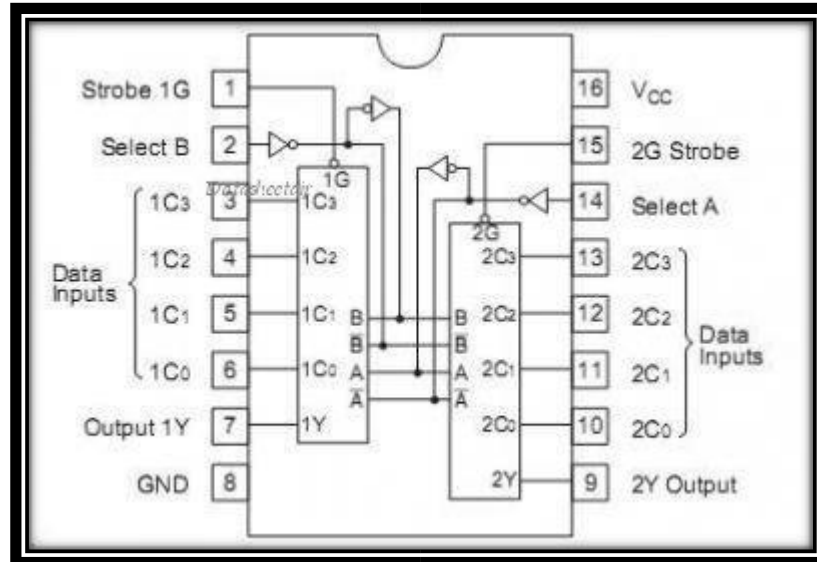 Strobe 1G 1 16 VCC
Select B 2 15 2G Strobe
1G
Datasheetdir
1C3 3 1C3 14 Select A
2G
1C2 4 1C2 2C3 13 2C3
Data Inputs
1C1 5 1C1 B B 2C2 12 2C2
Data Inputs
B̅ B̅
1C0 6 1C0 A A 2C1 11 2C1
A̅ A̅
Output 1Y 7 1Y 2C0 10 2C0
GND 8 2Y 9 2Y Output